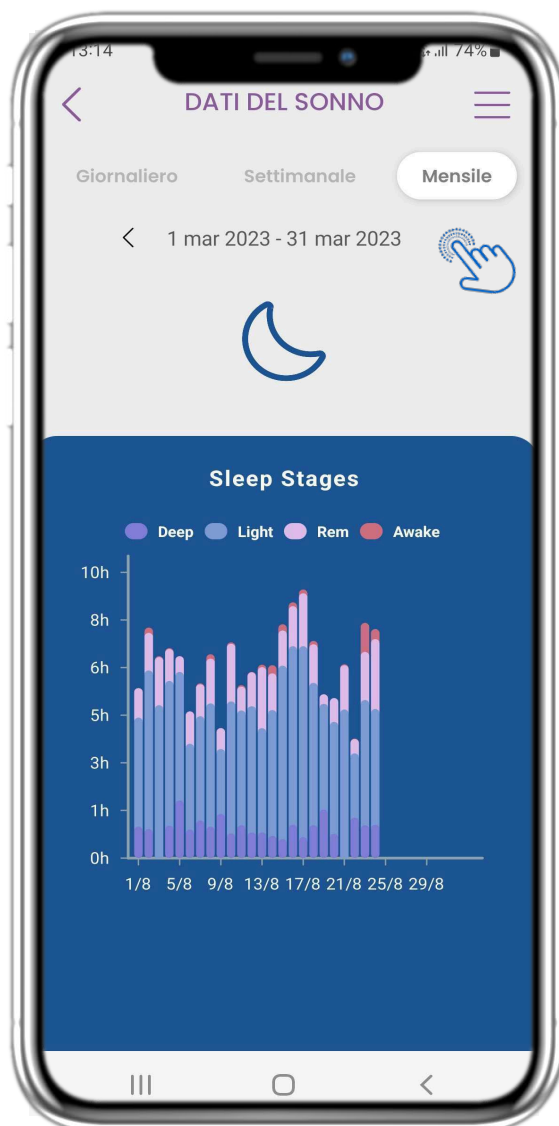 13:14 74%
DATI DEL SONNO
Giornaliero Settimanale Mensile
1 mar 2023 - 31 mar 2023
Sleep Stages
Deep Light Rem Awake
10h
8h
6h
5h
3h
1h
0h
1/8 5/8 9/8 13/8 17/8 21/8 25/8 29/8